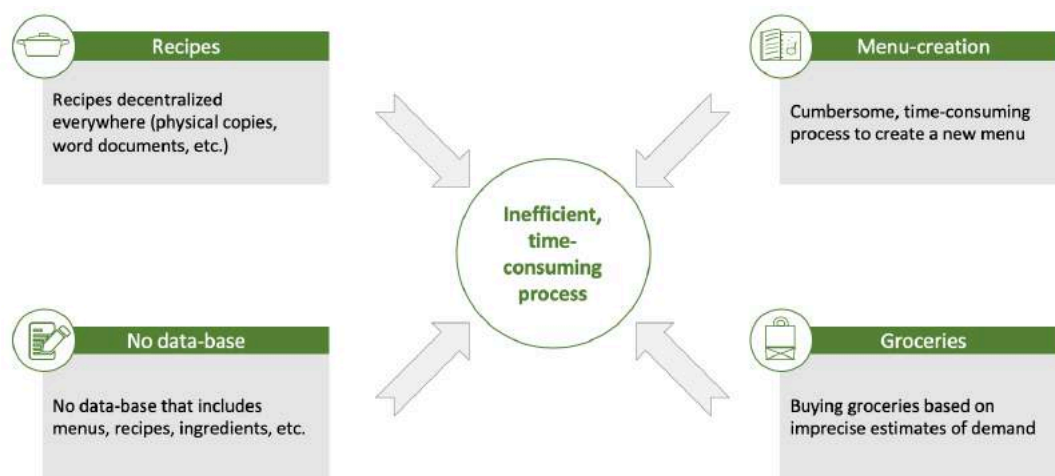 Recipes
Recipes decentralized
everywhere (physical copies,
word documents, etc.)
Menu-creation
Cumbersome, time-consuming
process to create a new menu
Inefficient,
time-
consuming
process
No data-base
No data-base that includes
menus, recipes, ingredients, etc.
Groceries
Buying groceries based on
imprecise estimates of demand